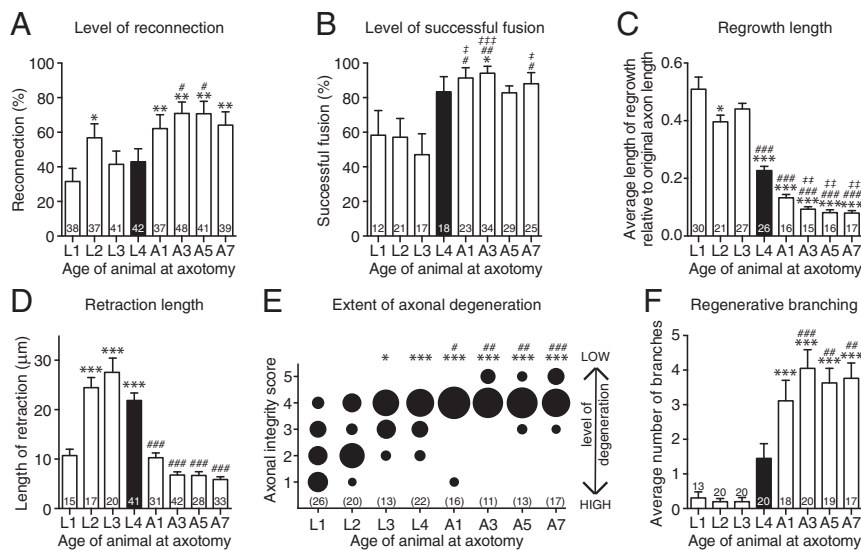 A Level of reconnection
‡‡‡
## 
‡ ‡
# * #
# #
* ** ** ** **
100
80
60
40
20
0
Reconnection (%)
38 37 41 42 37 48 41 39
L1 L2 L3 L4 A1 A3 A5 A7
Age of animal at axotomy
B Level of successful fusion
100
80
60
40
20
0
Successful fusion (%)
12 21 17 18 23 34 29 25
L1 L2 L3 L4 A1 A3 A5 A7
Age of animal at axotomy
C Regrowth length
0.6
0.4
0.2
0.0
Average length of regrowth
relative to original axon length
*
‡‡ ‡‡ ‡‡
### ### ### ### ###
*** *** *** *** ***
30 21 27 26 16 15 16 17
L1 L2 L3 L4 A1 A3 A5 A7
Age of animal at axotomy
D Retraction length
30
20
10
0
Length of retraction (μm)
*** *** ***
### ### ### ###
15 17 20 41 31 42 28 33
L1 L2 L3 L4 A1 A3 A5 A7
Age of animal at axotomy
E Extent of axonal degeneration
# ## ## ###
* *** *** *** *** ***
LOW
level of
degeneration
HIGH
5
4
3
2
1
Axonal integrity score
(26) (20) (13) (22) (16) (11) (13) (17)
L1 L2 L3 L4 A1 A3 A5 A7
Age of animal at axotomy
F Regenerative branching
5
4
3
2
1
0
Average number of branches
### ## ##
*** *** *** ***
13 20 20 20 18 20 19 17
L1 L2 L3 L4 A1 A3 A5 A7
Age of animal at axotomy